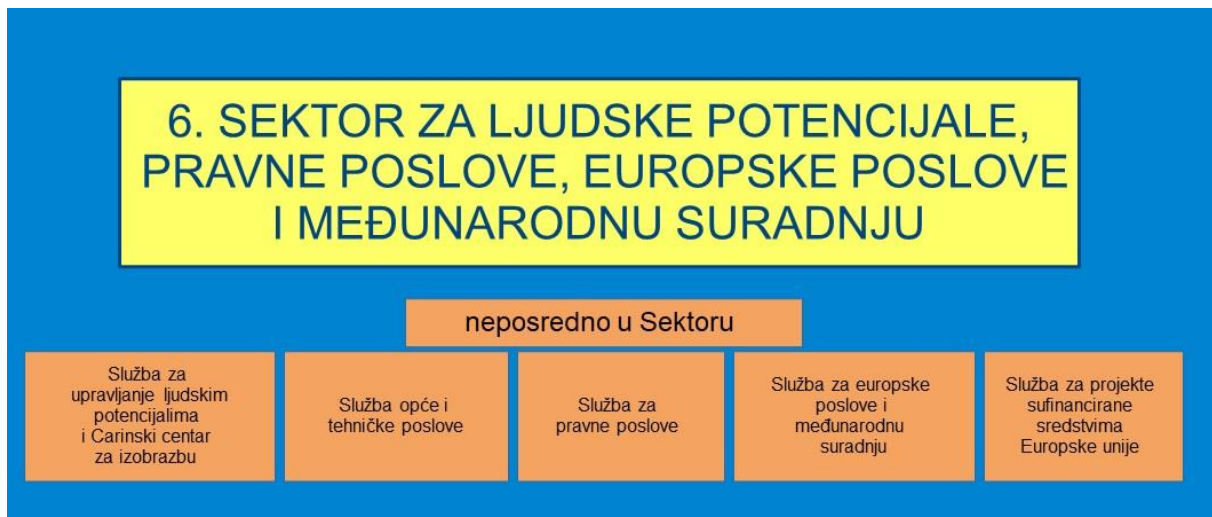 6. SEKTOR ZA LJUDSKE POTENCIJALE,
PRAVNE POSLOVE, EUROPSKE POSLOVE
I MEĐUNARODNU SURADNJU
neposredno u Sektoru
Služba za
upravljanje ljudskim
potencijalima
i Carinski centar
za izobrazbu
Služba opće i
tehničke poslove
Služba za
pravne poslove
Služba za europske
poslove i
međunarodnu
suradnju
Služba za projekte
sufinancirane
sredstvima
Europske unije